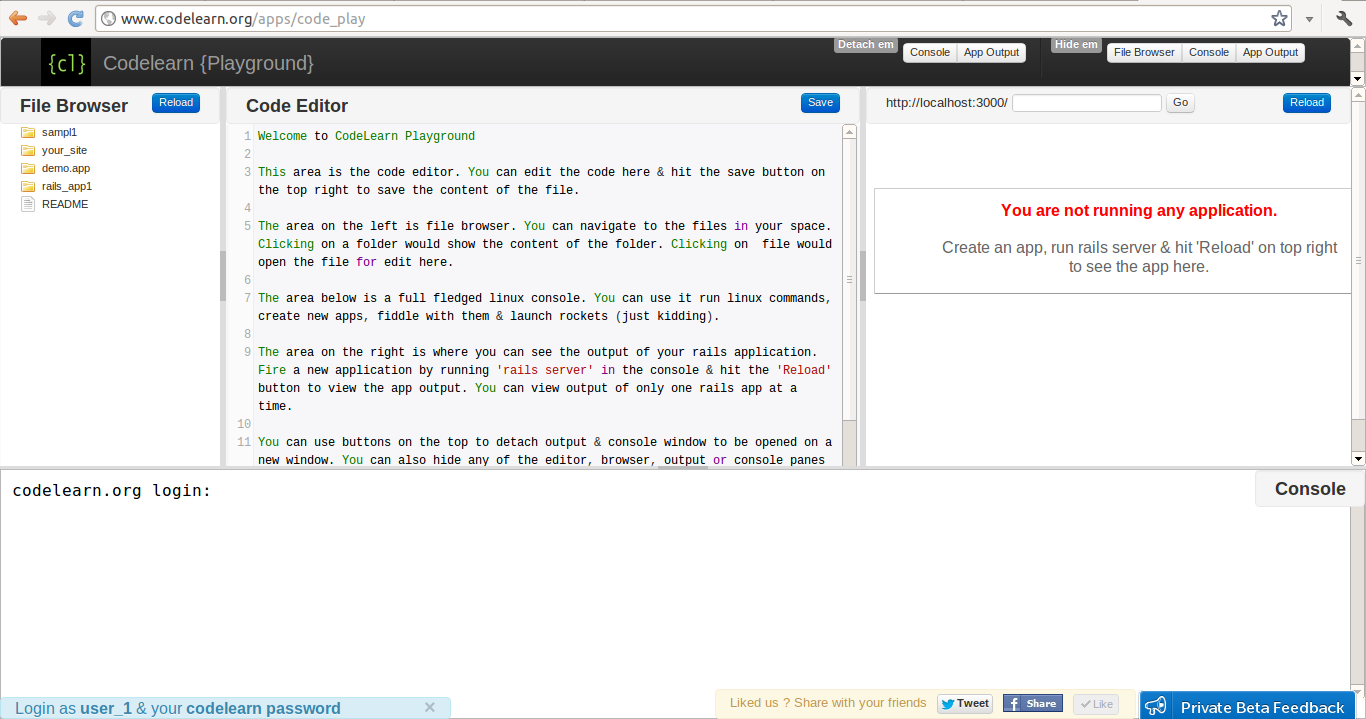 www.codelearn.org/apps/code_play
{cl} Codelearn {Playground}
Detach em Console App Output Hide em File Browser Console App Output
File Browser Reload
sampl1
your_site
demo.app
rails_app1
README
Code Editor Save
1 Welcome to CodeLearn Playground
2
3 This area is the code editor. You can edit the code here & hit the save button on
the top right to save the content of the file.
4
5 The area on the left is file browser. You can navigate to the files in your space.
Clicking on a folder would show the content of the folder. Clicking on  file would
open the file for edit here.
6
7 The area below is a full fledged linux console. You can use it run linux commands,
create new apps, fiddle with them & launch rockets (just kidding).
8
9 The area on the right is where you can see the output of your rails application.
Fire a new application by running 'rails server' in the console & hit the 'Reload'
button to view the app output. You can view output of only one rails app at a
time.
10
11 You can use buttons on the top to detach output & console window to be opened on a
new window. You can also hide any of the editor, browser, output or console panes
http://localhost:3000/ Go Reload
You are not running any application.
Create an app, run rails server & hit 'Reload' on top right
to see the app here.
codelearn.org login:
Console
Login as user_1 & your codelearn password ×
Liked us ? Share with your friends Tweet f Share Like
Private Beta Feedback